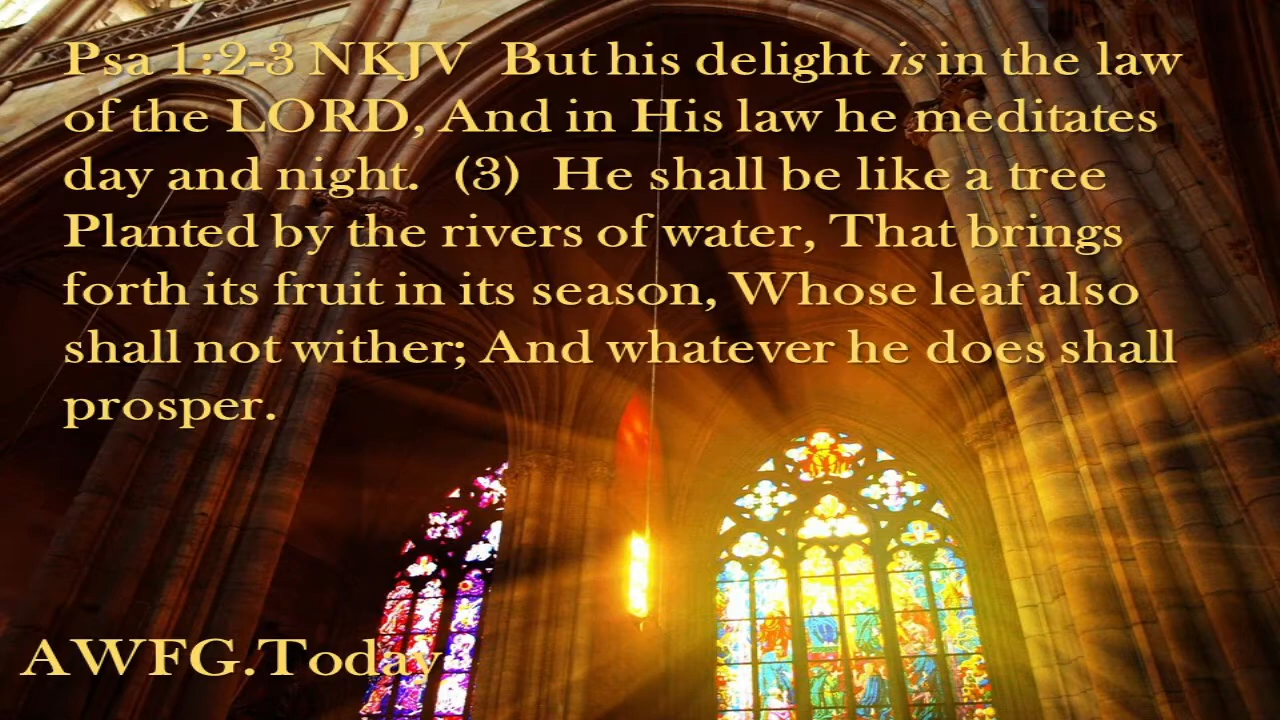 Psa 1:2-3 NKJV  But his delight is in the law
of the LORD, And in His law he meditates
day and night.  (3)  He shall be like a tree
Planted by the rivers of water, That brings
forth its fruit in its season, Whose leaf also
shall not wither; And whatever he does shall
prosper.
AWFG.Today